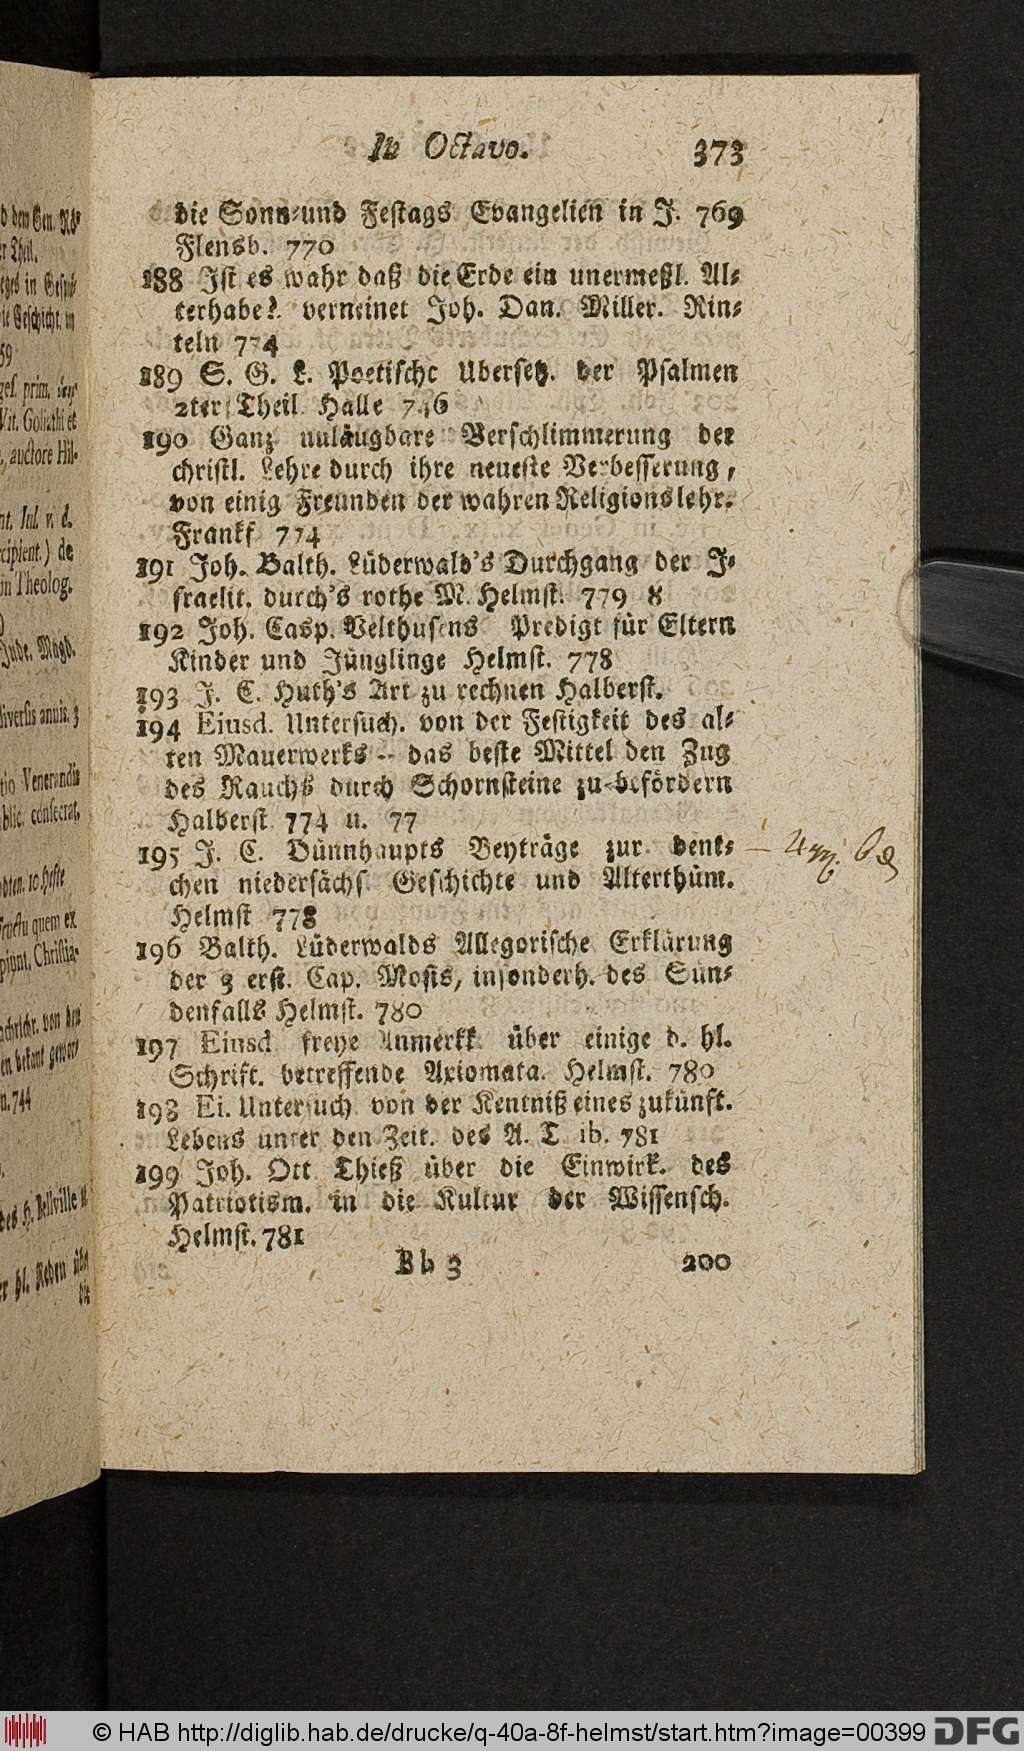 In Octavo. 373
die Sonn-und Festags Evangelien in J. 769
Flensb. 770
188 Ist es wahr daß die Erde ein unermeßl. Al-
terhabe? verneinet Joh. Dan. Miller. Rin-
teln 774
189 S. G. L. Poetische Ubersetz. der Psalmen
2ter Theil Halle 746
190 Ganz unläugbare Verschlimmerung der
christl. Lehre durch ihre neueste Verbesserung,
von einig Freunden der wahren Religionslehr.
Frankf 774
191 Joh. Balth. Lüderwald's Durchgang der I-
sraelit. durch's rothe M. Helmst. 779 8
192 Joh. Casp. Velthusens Predigt für Eltern
Kinder und Jünglinge Helmst. 778
193 J. C. Huth's Art zu rechnen Halberst.
194 Eiusd. Untersuch. von der Festigkeit des al-
ten Mauerwerks -- das beste Mittel den Zug
des Rauchs durch Schornsteine zu befördern
Halberst 774 u. 77
195 J. C. Dünnhaupts Beyträge zur deut-
chen niedersächs Geschichte und Alterthüm.
Helmst 778
196 Balth. Lüderwalds Allegorische Erklärung
der 3 erst. Cap. Mosis, insonderh. des Sün-
denfalls Helmst. 780
197 Eiusd freye Anmerkk über einige d. hl.
Schrift. betreffende Axiomata. Helmst. 780
198 Ei. Untersuch von der Kentniß eines zukünft.
Lebens unter den Zeit. des A. T ib. 781
199 Joh. Ott Thieß über die Einwirk. des
Patriotism. in die Kultur der Wissensch.
Helmst. 781
Bb 3 200
© HAB http://diglib.hab.de/drucke/q-40a-8f-helmst/start.htm?image=00399 DFG